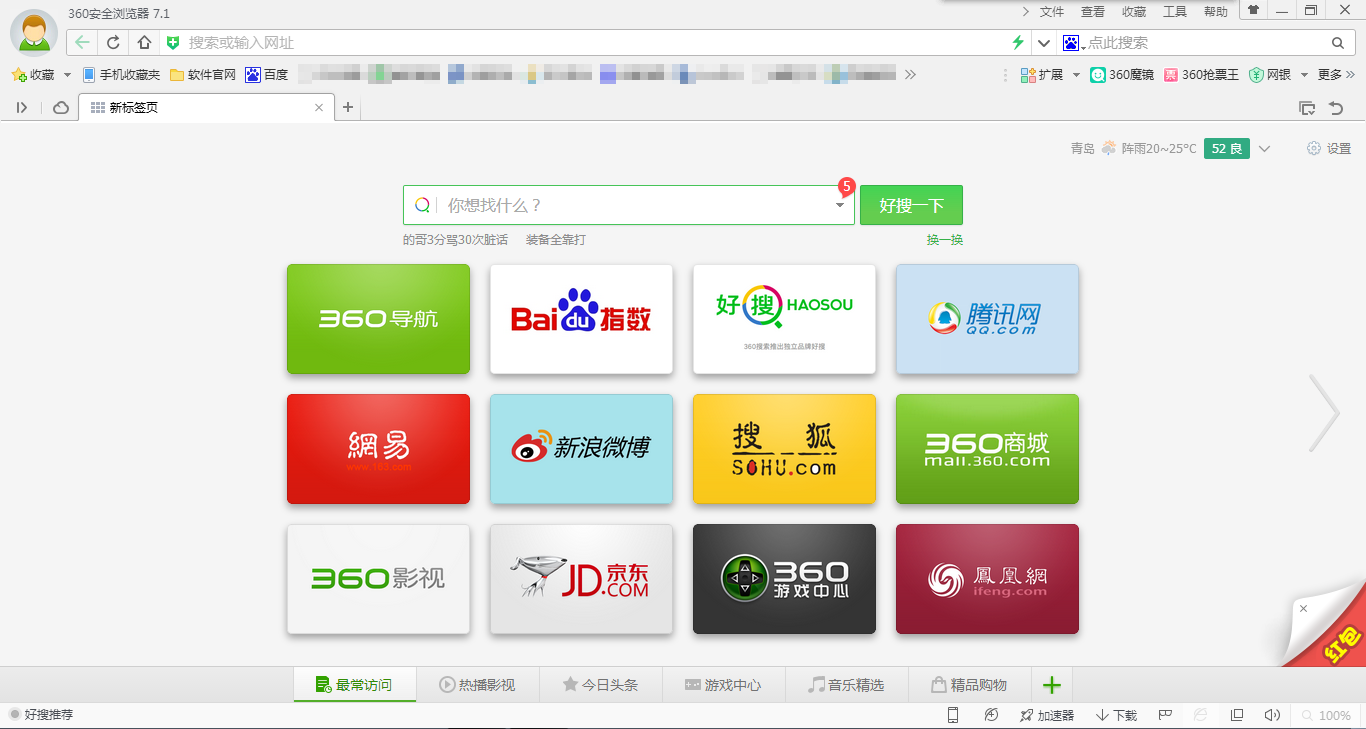 360安全浏览器 7.1
文件 查看 收藏 工具 帮助
搜索或输入网址
点此搜索
收藏 手机收藏夹 软件官网 百度
扩展 360魔镜 360抢票王 网银 更多
新标签页
青岛 阵雨20~25°C 52 良 设置
你想找什么？ 5 好搜一下
的哥3分骂30次脏话 装备全靠打 换一换
360导航
Bai du 指数
好搜 HAOSOU
360搜索推出独立品牌好搜
腾讯网
QQ.com
網易
www.163.com
新浪微博
搜狐
SOHU.com
360商城
mall.360.com
360影视
JD京东
.COM
360
游戏中心
鳳凰網
ifeng.com
红包
最常访问 热播影视 今日头条 游戏中心 音乐精选 精品购物
好搜推荐 加速器 下载 100%